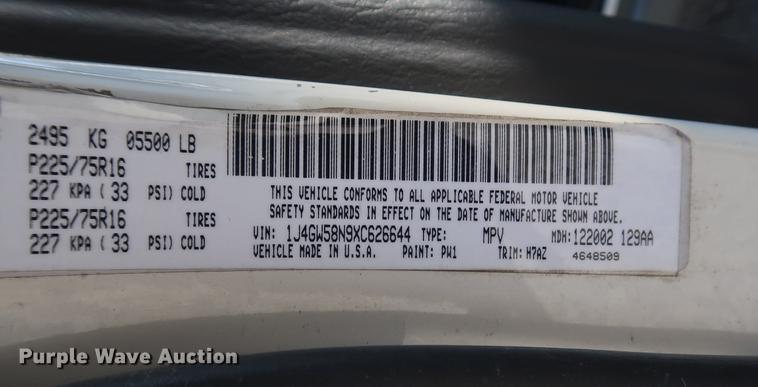 2495 KG 05500 LB
P225/75R16 TIRES
227 KPA ( 33 PSI) COLD
P225/75R16 TIRES
227 KPA ( 33 PSI) COLD
THIS VEHICLE CONFORMS TO ALL APPLICABLE FEDERAL MOTOR VEHICLE
SAFETY STANDARDS IN EFFECT ON THE DATE OF MANUFACTURE SHOWN ABOVE.
VIN: 1J4GW58N9XC626644 TYPE: MPV MDH: 122002 129AA
VEHICLE MADE IN U.S.A. PAINT: PW1 TRIM: H7AZ 4648509
Purple Wave Auction